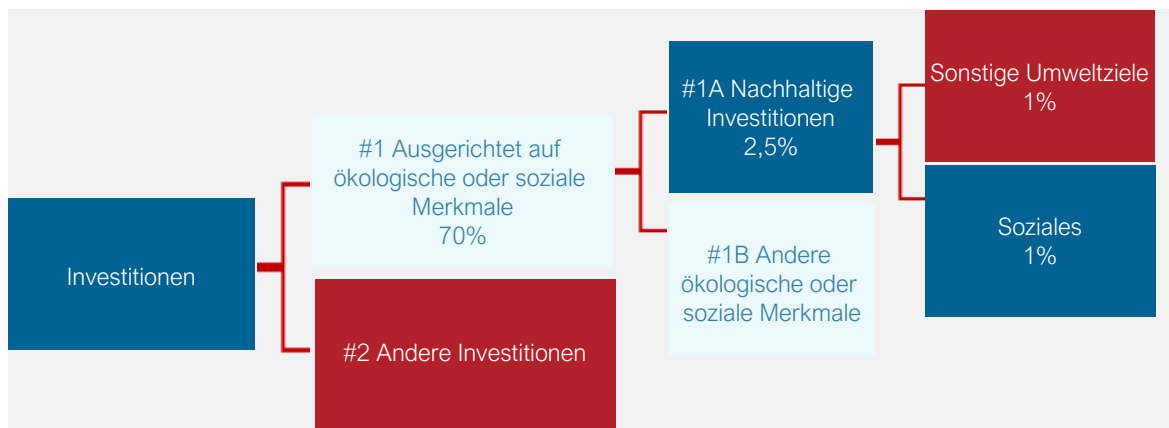 Investitionen
#1 Ausgerichtet auf
ökologische oder soziale
Merkmale
70%
#2 Andere Investitionen
#1A Nachhaltige
Investitionen
2,5%
#1B Andere
ökologische oder
soziale Merkmale
Sonstige Umweltziele
1%
Soziales
1%